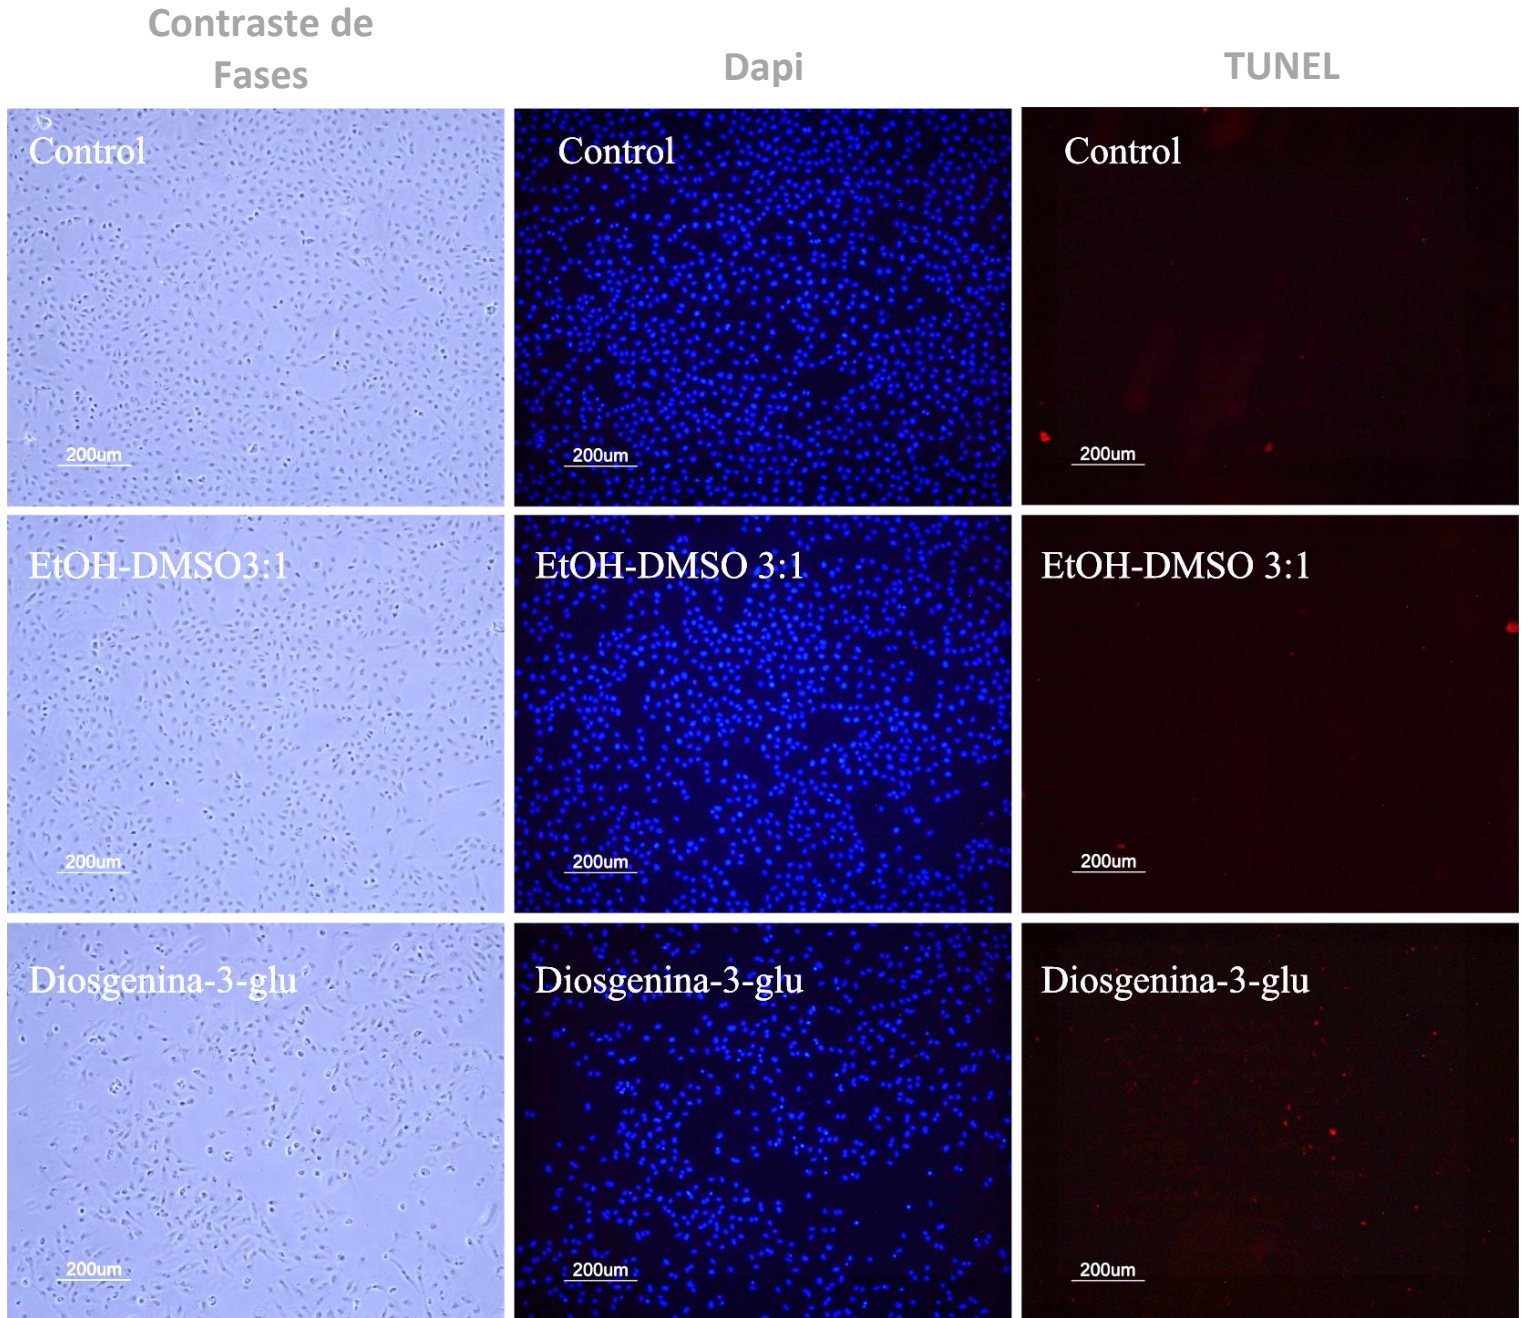 Contraste de
Fases
Dapi
TUNEL
Control
Control
Control
200um
200um
200um
EtOH-DMSO3:1
EtOH-DMSO 3:1
EtOH-DMSO 3:1
200um
200um
200um
Diosgenina-3-glu
Diosgenina-3-glu
Diosgenina-3-glu
200um
200um
200um